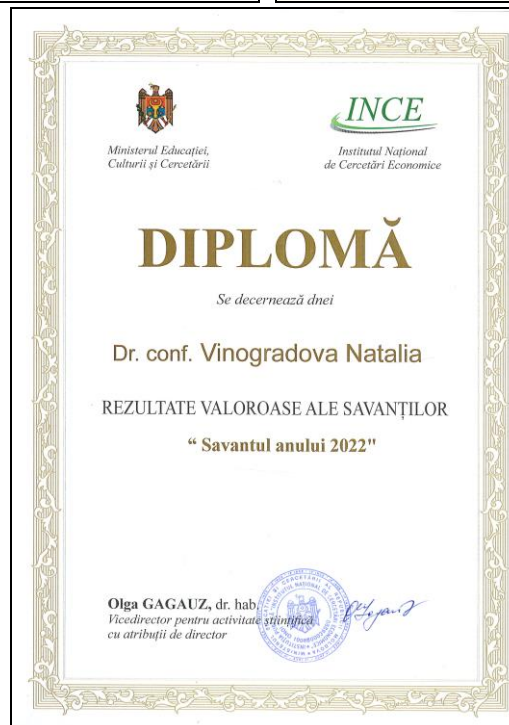 Ministerul Educației,
Culturii și Cercetării
INCE
Institutul Național
de Cercetări Economice
DIPLOMĂ
Se decernează dnei
Dr. conf. Vinogradova Natalia
REZULTATE VALOROASE ALE SAVANȚILOR
“ Savantul anului 2022"
Olga GAGAUZ, dr. hab.
Vicedirector pentru activitate științifică
cu atribuții de director